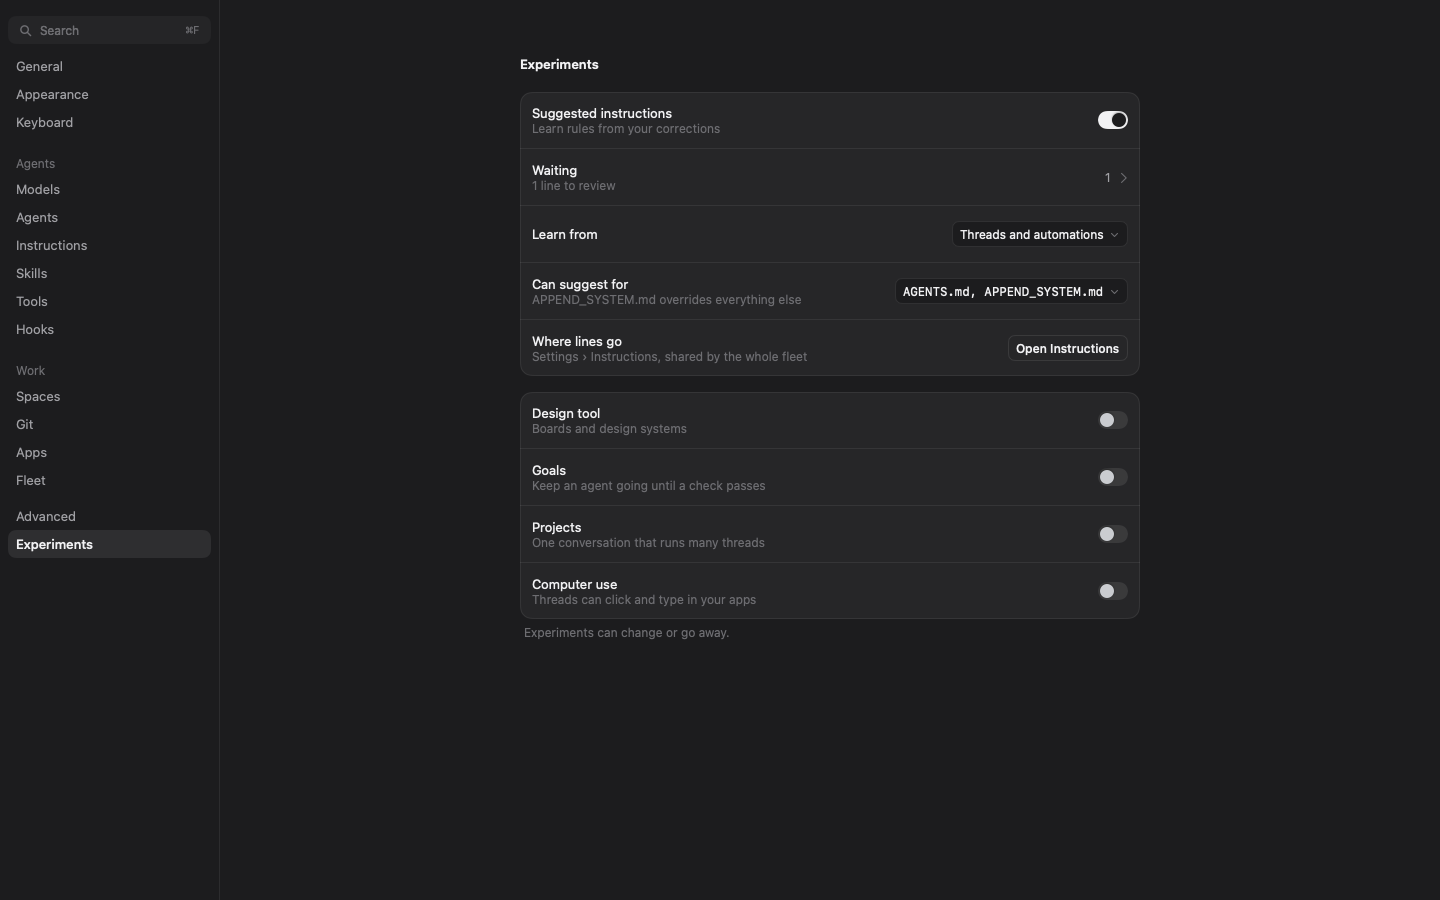 Search ⌘F
General
Appearance
Keyboard
Agents
Models
Agents
Instructions
Skills
Tools
Hooks
Work
Spaces
Git
Apps
Fleet
Advanced
Experiments
Experiments
Suggested instructions
Learn rules from your corrections
Waiting
1 line to review
1
Learn from
Threads and automations
Can suggest for
APPEND_SYSTEM.md overrides everything else
AGENTS.md, APPEND_SYSTEM.md
Where lines go
Settings › Instructions, shared by the whole fleet
Open Instructions
Design tool
Boards and design systems
Goals
Keep an agent going until a check passes
Projects
One conversation that runs many threads
Computer use
Threads can click and type in your apps
Experiments can change or go away.